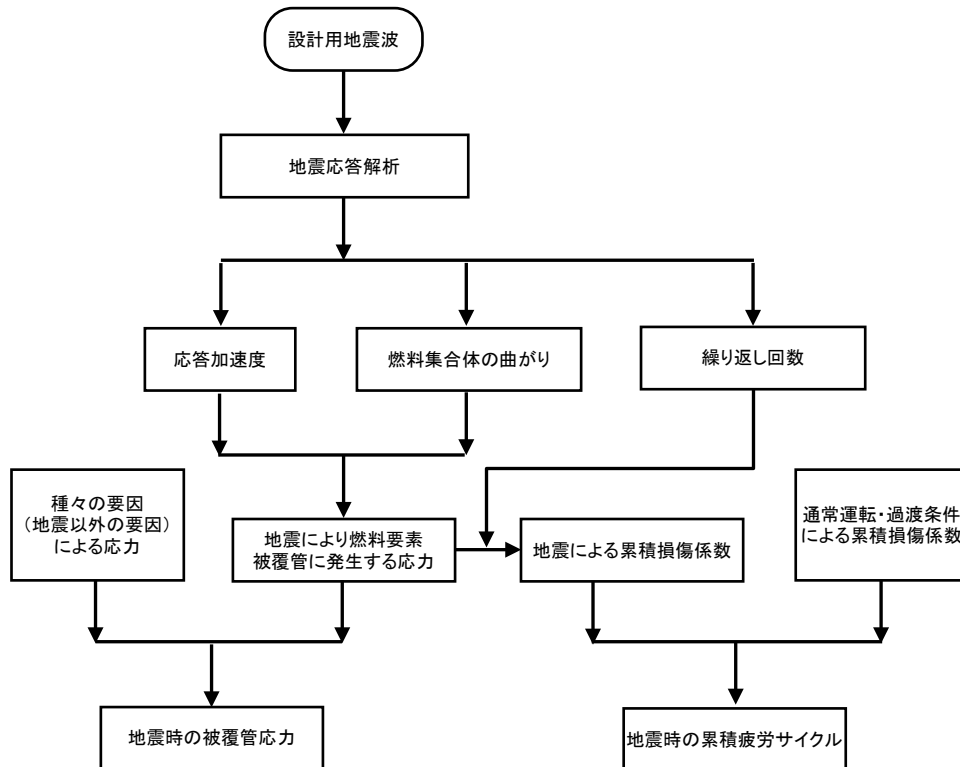 設計用地震波
地震応答解析
応答加速度
燃料集合体の曲がり
繰り返し回数
種々の要因
（地震以外の要因）
による応力
地震により燃料要素
被覆管に発生する応力
地震による累積損傷係数
通常運転・過渡条件
による累積損傷係数
地震時の被覆管応力
地震時の累積疲労サイクル